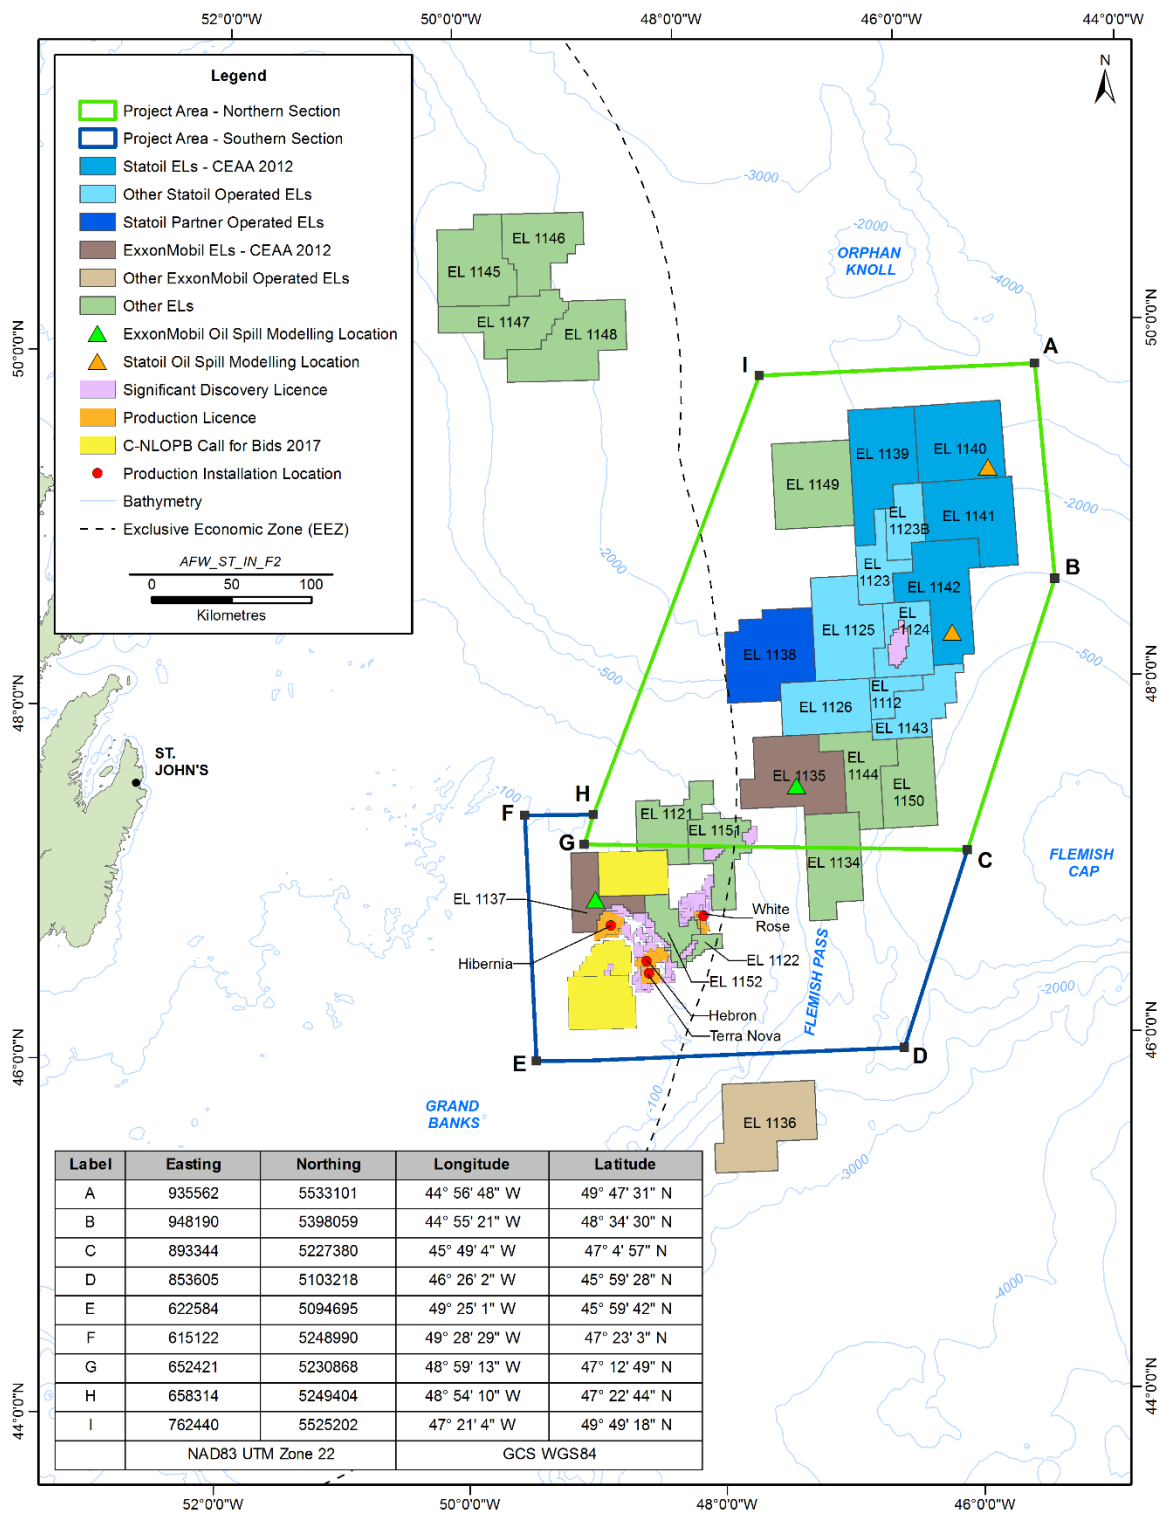 52°0'0"W 50°0'0"W 48°0'0"W 46°0'0"W 44°0'0"W
N
Legend
Project Area - Northern Section
Project Area - Southern Section
Statoil ELs - CEAA 2012
Other Statoil Operated ELs
Statoil Partner Operated ELs
ExxonMobil ELs - CEAA 2012
Other ExxonMobil Operated ELs
Other ELs
ExxonMobil Oil Spill Modelling Location
Statoil Oil Spill Modelling Location
Significant Discovery Licence
Production Licence
C-NLOPB Call for Bids 2017
Production Installation Location
Bathymetry
Exclusive Economic Zone (EEZ)
AFW_ST_IN_F2
0 50 100
Kilometres
-3000
-2000
ORPHAN
KNOLL
-4000
EL 1146
EL 1145
EL 1147
EL 1148
50°0'0"N
50°0'0"N
I
A
EL 1139
EL 1140
EL 1149
-2000
EL
1123B
EL 1141
-2000
EL
1123
B
EL 1142
EL
1124
EL 1125
EL 1138
-500
-500
48°0'0"N
48°0'0"N
EL
1112
EL 1126
EL 1143
ST.
JOHN'S
EL 1135
EL
1144
EL
1150
-100
F
H
EL 1121
EL 1151
G
C
EL 1134
FLEMISH
CAP
EL 1137
White
Rose
Hibernia
EL 1122
EL 1152
FLEMISH PASS
-2000
Hebron
Terra Nova
46°0'0"N
46°0'0"N
E
D
-100
GRAND
BANKS
EL 1136
-3000
-4000
Label Easting Northing Longitude Latitude
A 935562 5533101 44° 56' 48" W 49° 47' 31" N
B 948190 5398059 44° 55' 21" W 48° 34' 30" N
C 893344 5227380 45° 49' 4" W 47° 4' 57" N
D 853605 5103218 46° 26' 2" W 45° 59' 28" N
E 622584 5094695 49° 25' 1" W 45° 59' 42" N
F 615122 5248990 49° 28' 29" W 47° 23' 3" N
G 652421 5230868 48° 59' 13" W 47° 12' 49" N
H 658314 5249404 48° 54' 10" W 47° 22' 44" N
I 762440 5525202 47° 21' 4" W 49° 49' 18" N
NAD83 UTM Zone 22 GCS WGS84
44°0'0"N
44°0'0"N
52°0'0"W 50°0'0"W 48°0'0"W 46°0'0"W